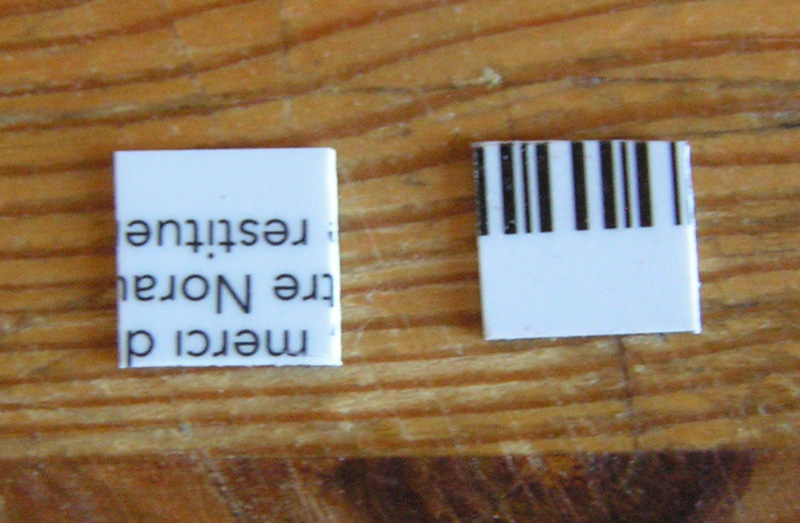 merci d
tre Norau
e restitue